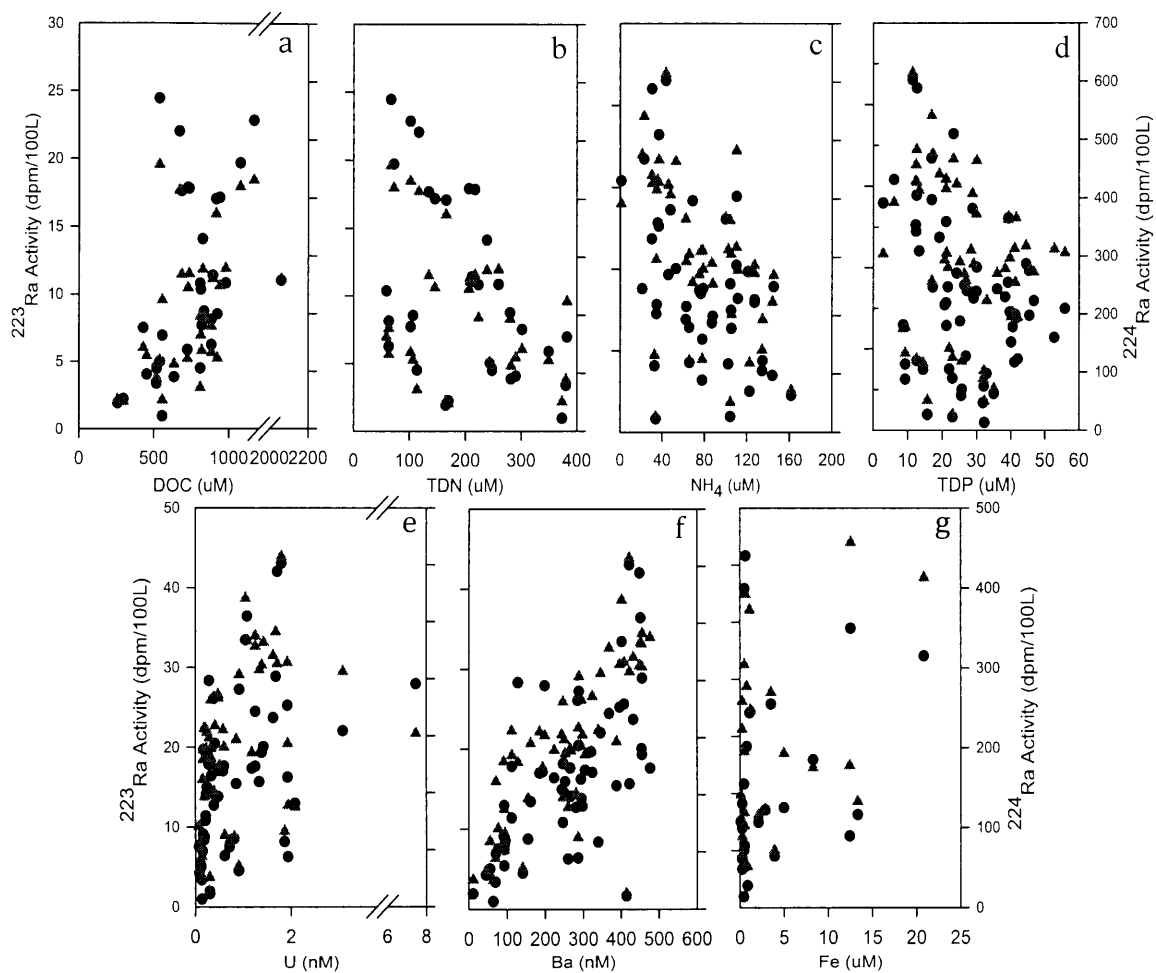 a b c d
30 25 20 15 10 5 0
²²³Ra Activity (dpm/100L)
700 600 500 400 300 200 100 0
²²⁴Ra Activity (dpm/100L)
0 500 1000 2000 2200
DOC (uM)
0 100 200 300 400
TDN (uM)
0 40 80 120 160 200
NH₄ (uM)
0 10 20 30 40 50 60
TDP (uM)
e f g
50 40 30 20 10 0
²²³Ra Activity (dpm/100L)
500 400 300 200 100 0
²²⁴Ra Activity (dpm/100L)
0 2 6 8
U (nM)
0 100 200 300 400 500 600
Ba (nM)
0 5 10 15 20 25
Fe (uM)